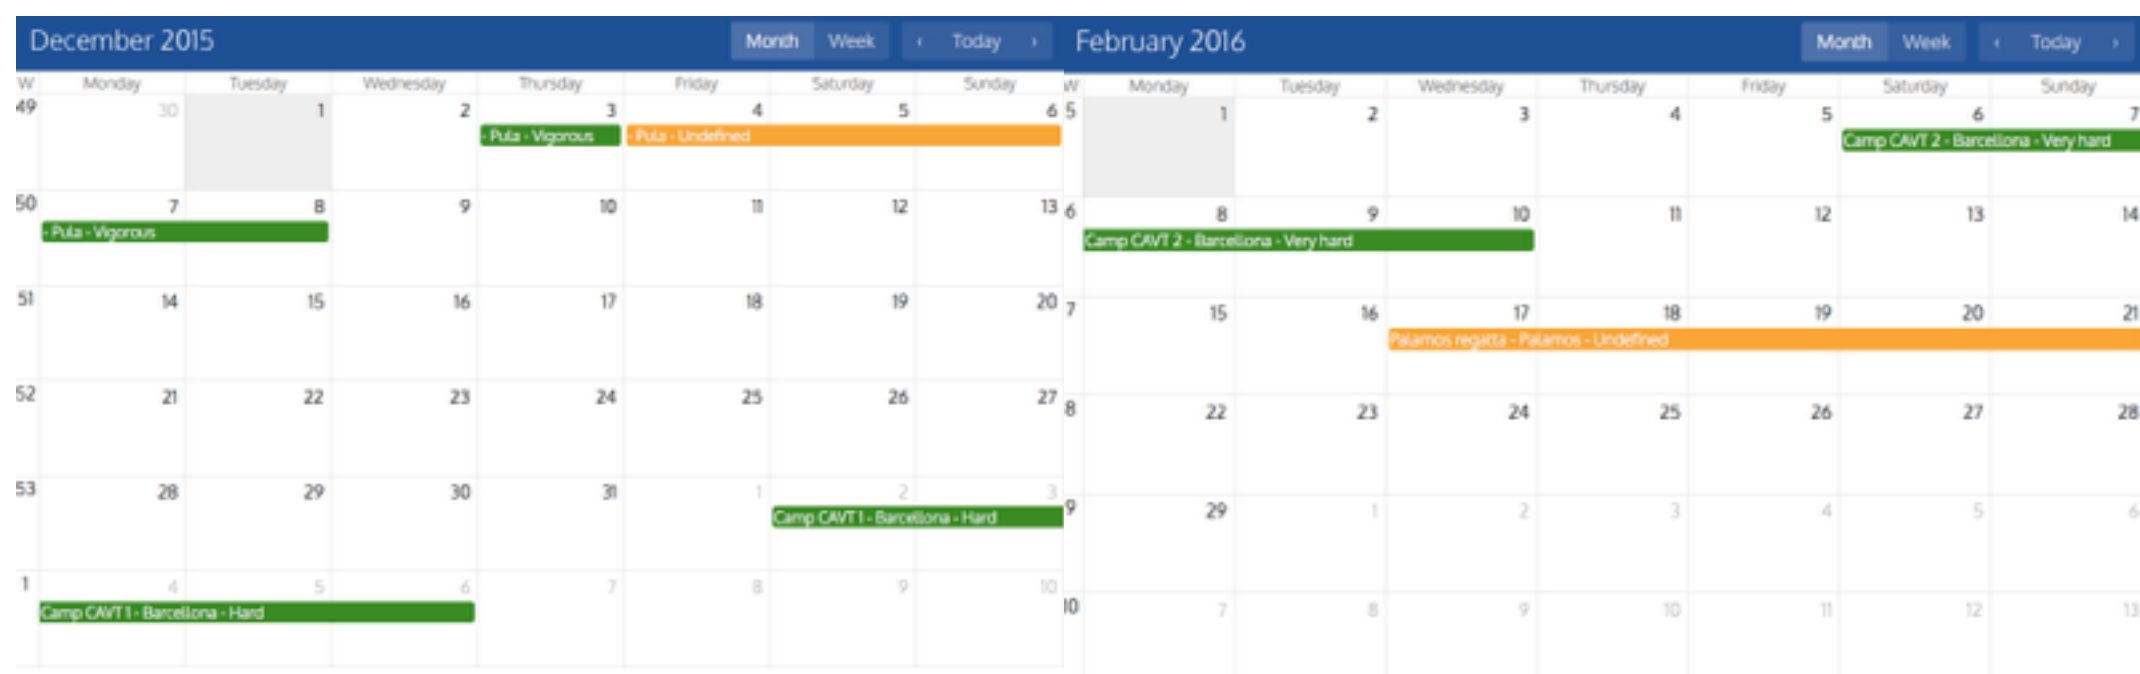 December 2015 Month Week ‹ Today ›
W Monday Tuesday Wednesday Thursday Friday Saturday Sunday
49 30 1 2 3 4 5 6
- Pula - Vigorous - Pula - Undefined
50 7 8 9 10 11 12 13
- Pula - Vigorous
51 14 15 16 17 18 19 20
52 21 22 23 24 25 26 27
53 28 29 30 31 1 2 3
Camp CAVT 1 - Barcellona - Hard
1 4 5 6 7 8 9 10
Camp CAVT 1 - Barcellona - Hard
February 2016 Month Week ‹ Today ›
W Monday Tuesday Wednesday Thursday Friday Saturday Sunday
5 1 2 3 4 5 6 7
Camp CAVT 2 - Barcellona - Very hard
6 8 9 10 11 12 13 14
Camp CAVT 2 - Barcellona - Very hard
7 15 16 17 18 19 20 21
Palamos regatta - Palamos - Undefined
8 22 23 24 25 26 27 28
9 29 1 2 3 4 5 6
10 7 8 9 10 11 12 13